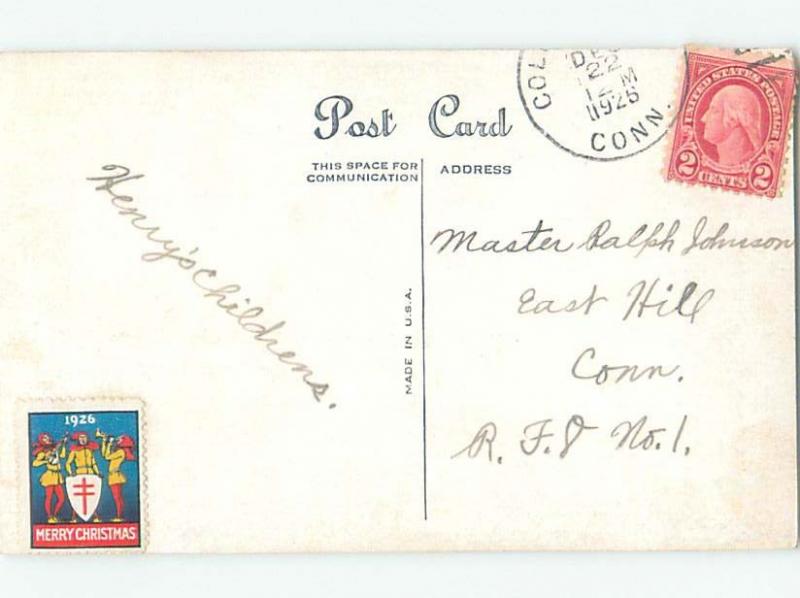 Post Card
THIS SPACE FOR
COMMUNICATION
ADDRESS
MADE IN U.S.A.
Henry's Childrens.
COL
DEC
22
12 M
1926
CONN.
UNITED STATES POSTAGE
2 CENTS 2
Master Ralph Johnson
East Hill
Conn.
R. F. D No. 1.
1926
MERRY CHRISTMAS